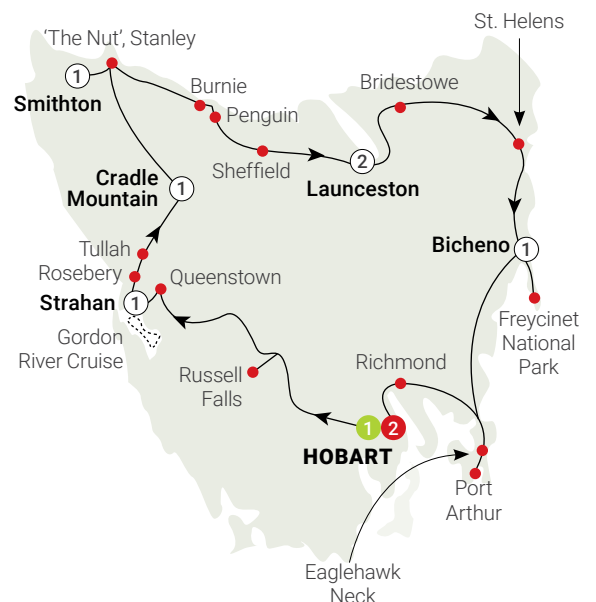 St. Helens
'The Nut', Stanley
1
Smithton
Burnie
Penguin
Bridestowe
Sheffield
2
Launceston
Cradle
Mountain
1
Bicheno
1
Tullah
Rosebery
Queenstown
Strahan
1
Freycinet
National
Park
Gordon
River Cruise
Russell
Falls
Richmond
1
2
HOBART
Port
Arthur
Eaglehawk
Neck